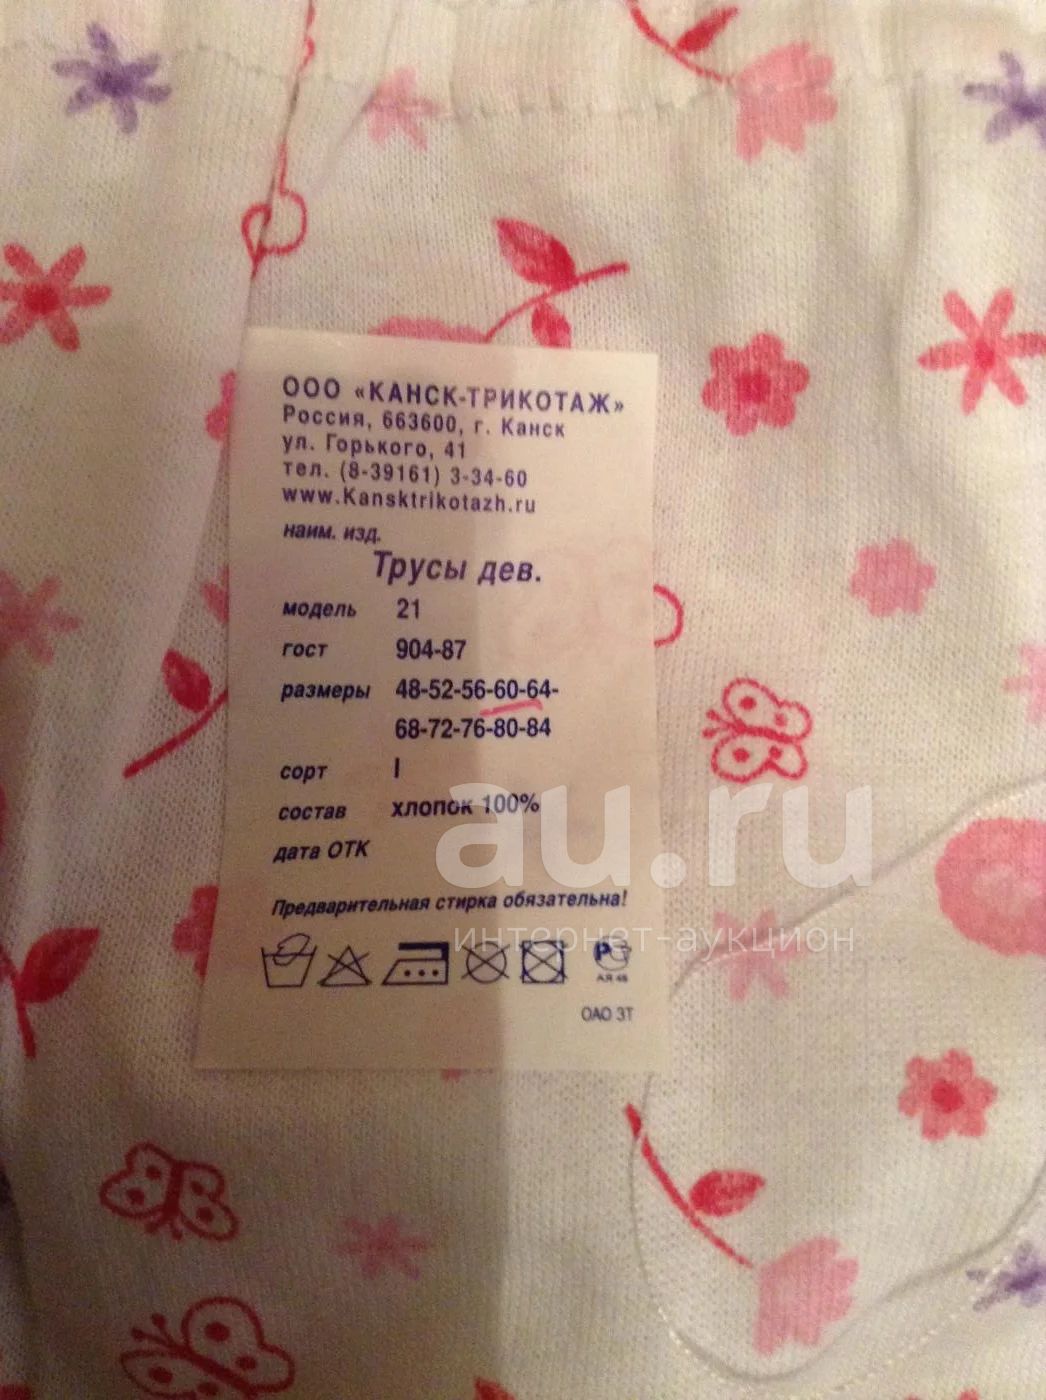 ООО «КАНСК-ТРИКОТАЖ»
Россия, 663600, г. Канск
ул. Горького, 41
тел. (8-39161) 3-34-60
www.Kansktrikotazh.ru
наим. изд.
Трусы дев.
модель 21
гост 904-87
размеры 48-52-56-60-64-
68-72-76-80-84
сорт I
состав хлопок 100%
дата ОТК
Предварительная стирка обязательна!
АЯ 46
ОАО ЗТ
au.ru
интернет-аукцион